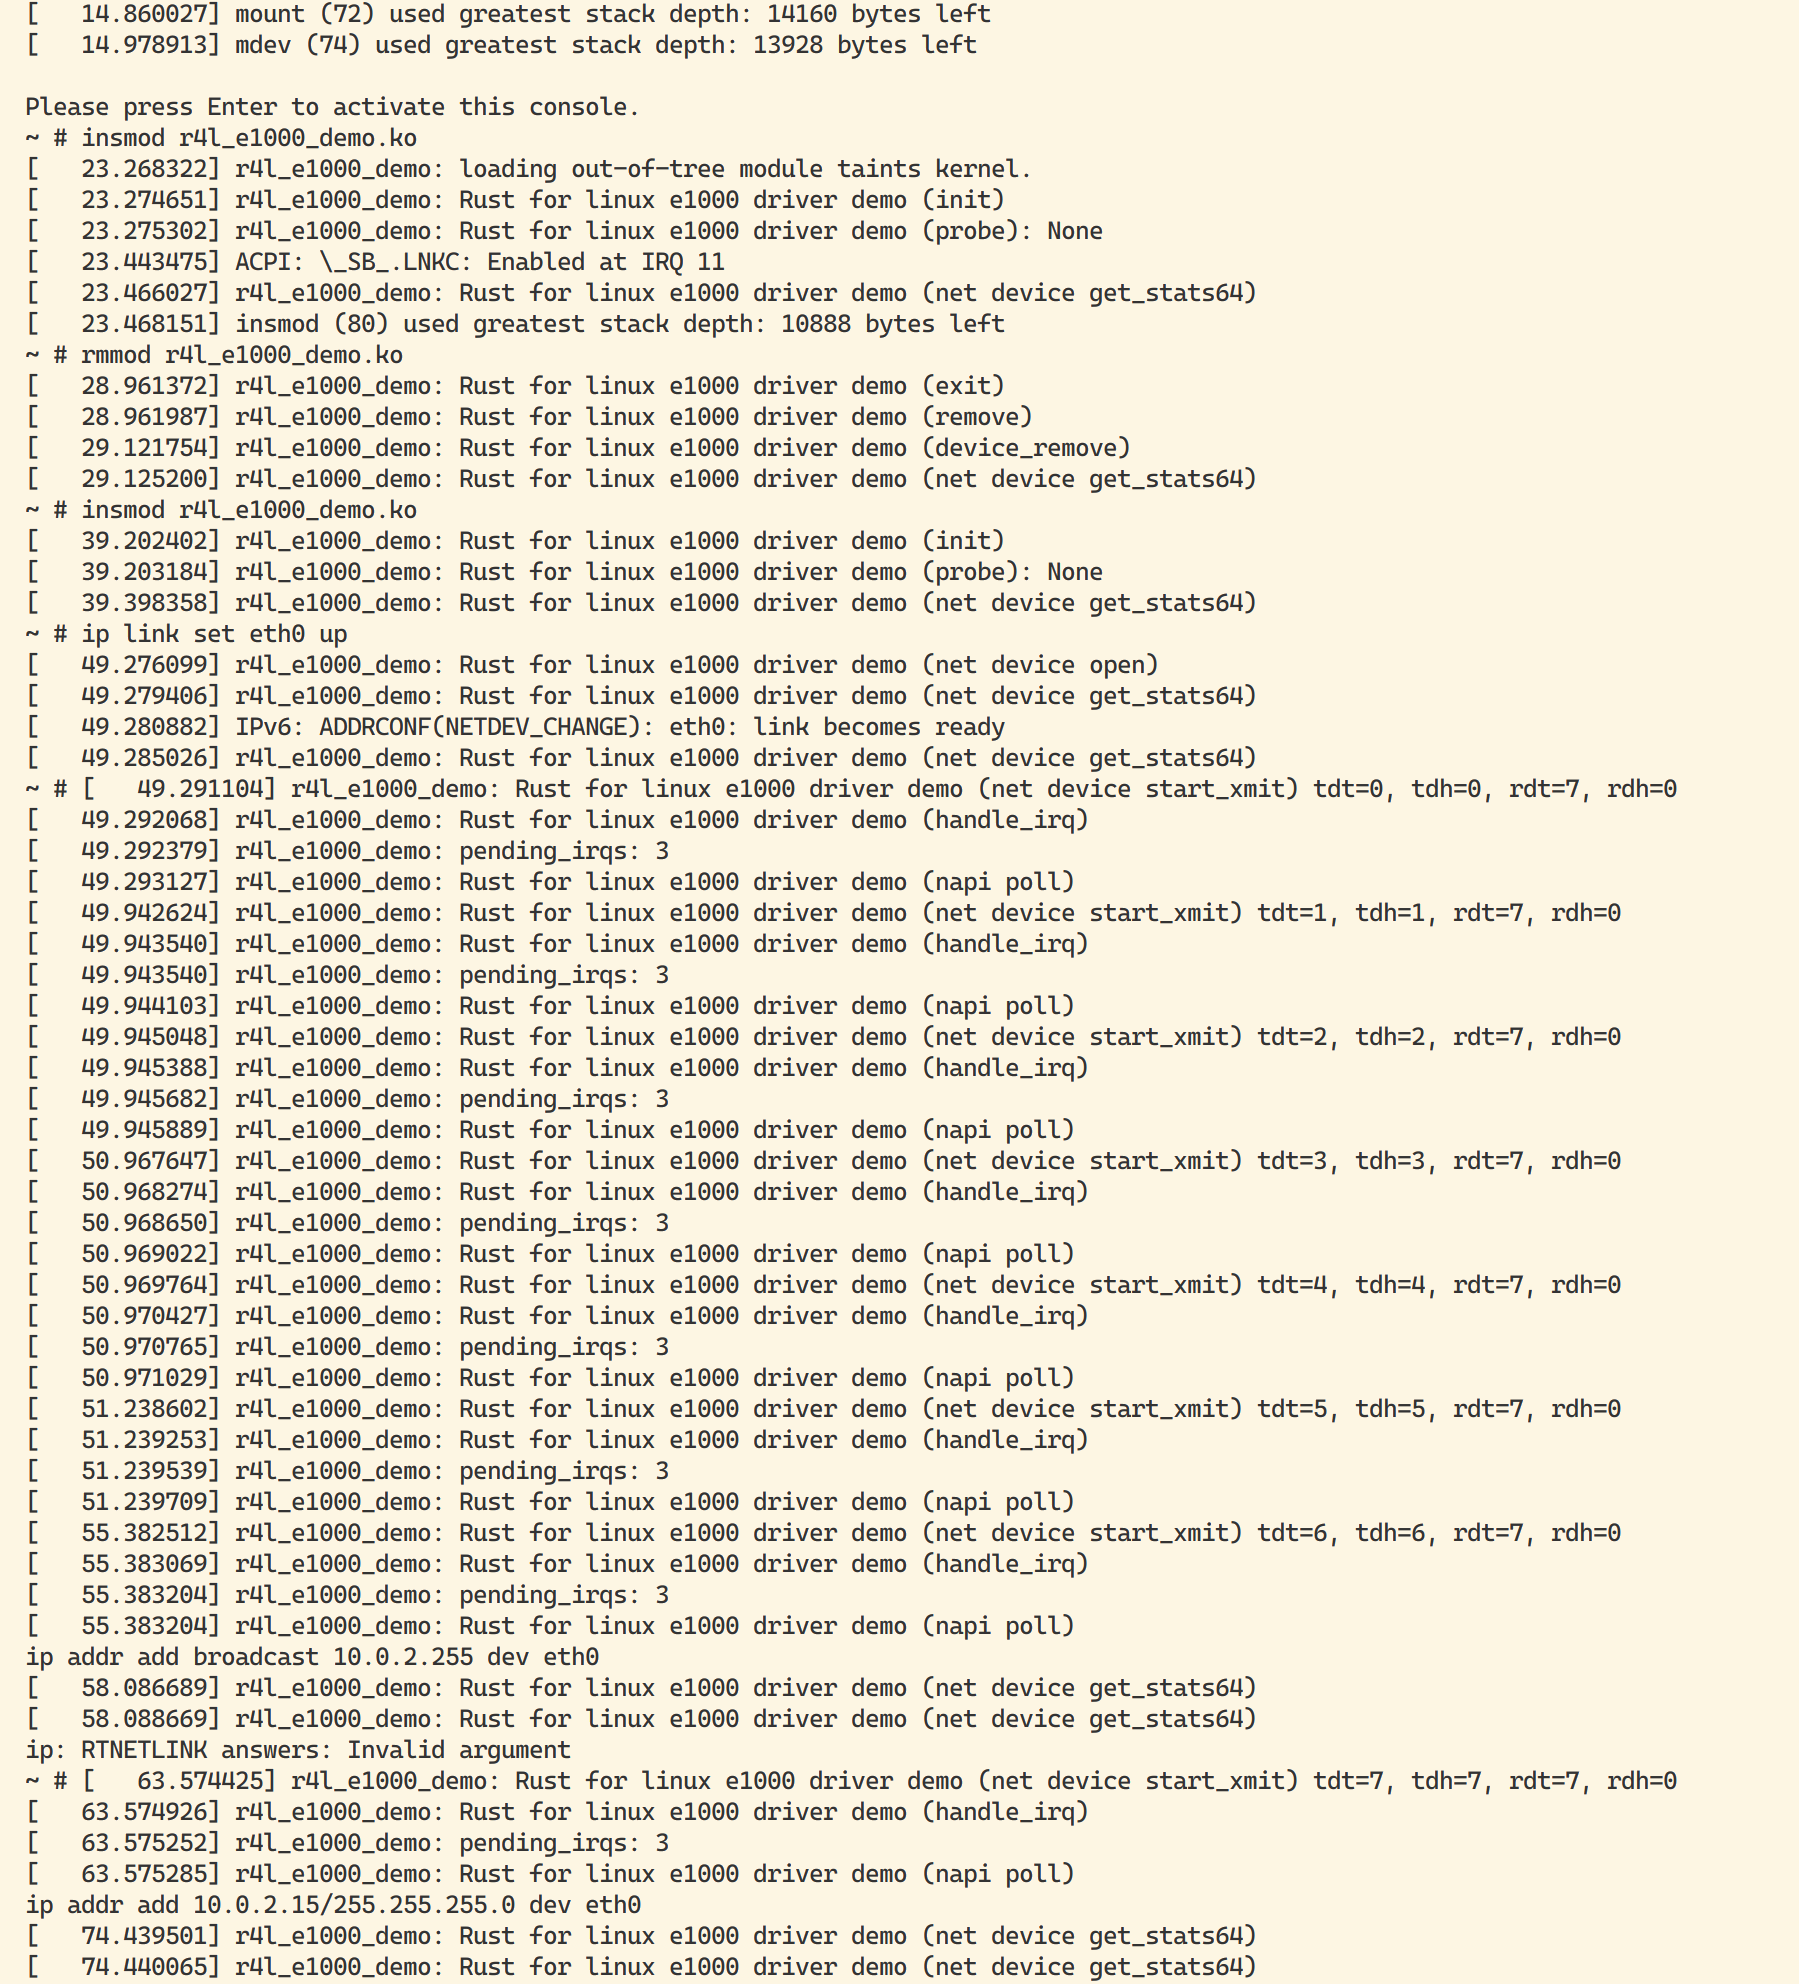 [   14.860027] mount (72) used greatest stack depth: 14160 bytes left
[   14.978913] mdev (74) used greatest stack depth: 13928 bytes left
Please press Enter to activate this console.
~ # insmod r4l_e1000_demo.ko
[   23.268322] r4l_e1000_demo: loading out-of-tree module taints kernel.
[   23.274651] r4l_e1000_demo: Rust for linux e1000 driver demo (init)
[   23.275302] r4l_e1000_demo: Rust for linux e1000 driver demo (probe): None
[   23.443475] ACPI: \_SB_.LNKC: Enabled at IRQ 11
[   23.466027] r4l_e1000_demo: Rust for linux e1000 driver demo (net device get_stats64)
[   23.468151] insmod (80) used greatest stack depth: 10888 bytes left
~ # rmmod r4l_e1000_demo.ko
[   28.961372] r4l_e1000_demo: Rust for linux e1000 driver demo (exit)
[   28.961987] r4l_e1000_demo: Rust for linux e1000 driver demo (remove)
[   29.121754] r4l_e1000_demo: Rust for linux e1000 driver demo (device_remove)
[   29.125200] r4l_e1000_demo: Rust for linux e1000 driver demo (net device get_stats64)
~ # insmod r4l_e1000_demo.ko
[   39.202402] r4l_e1000_demo: Rust for linux e1000 driver demo (init)
[   39.203184] r4l_e1000_demo: Rust for linux e1000 driver demo (probe): None
[   39.398358] r4l_e1000_demo: Rust for linux e1000 driver demo (net device get_stats64)
~ # ip link set eth0 up
[   49.276099] r4l_e1000_demo: Rust for linux e1000 driver demo (net device open)
[   49.279406] r4l_e1000_demo: Rust for linux e1000 driver demo (net device get_stats64)
[   49.280882] IPv6: ADDRCONF(NETDEV_CHANGE): eth0: link becomes ready
[   49.285026] r4l_e1000_demo: Rust for linux e1000 driver demo (net device get_stats64)
~ # [   49.291104] r4l_e1000_demo: Rust for linux e1000 driver demo (net device start_xmit) tdt=0, tdh=0, rdt=7, rdh=0
[   49.292068] r4l_e1000_demo: Rust for linux e1000 driver demo (handle_irq)
[   49.292379] r4l_e1000_demo: pending_irqs: 3
[   49.293127] r4l_e1000_demo: Rust for linux e1000 driver demo (napi poll)
[   49.942624] r4l_e1000_demo: Rust for linux e1000 driver demo (net device start_xmit) tdt=1, tdh=1, rdt=7, rdh=0
[   49.943540] r4l_e1000_demo: Rust for linux e1000 driver demo (handle_irq)
[   49.943540] r4l_e1000_demo: pending_irqs: 3
[   49.944103] r4l_e1000_demo: Rust for linux e1000 driver demo (napi poll)
[   49.945048] r4l_e1000_demo: Rust for linux e1000 driver demo (net device start_xmit) tdt=2, tdh=2, rdt=7, rdh=0
[   49.945388] r4l_e1000_demo: Rust for linux e1000 driver demo (handle_irq)
[   49.945682] r4l_e1000_demo: pending_irqs: 3
[   49.945889] r4l_e1000_demo: Rust for linux e1000 driver demo (napi poll)
[   50.967647] r4l_e1000_demo: Rust for linux e1000 driver demo (net device start_xmit) tdt=3, tdh=3, rdt=7, rdh=0
[   50.968274] r4l_e1000_demo: Rust for linux e1000 driver demo (handle_irq)
[   50.968650] r4l_e1000_demo: pending_irqs: 3
[   50.969022] r4l_e1000_demo: Rust for linux e1000 driver demo (napi poll)
[   50.969764] r4l_e1000_demo: Rust for linux e1000 driver demo (net device start_xmit) tdt=4, tdh=4, rdt=7, rdh=0
[   50.970427] r4l_e1000_demo: Rust for linux e1000 driver demo (handle_irq)
[   50.970765] r4l_e1000_demo: pending_irqs: 3
[   50.971029] r4l_e1000_demo: Rust for linux e1000 driver demo (napi poll)
[   51.238602] r4l_e1000_demo: Rust for linux e1000 driver demo (net device start_xmit) tdt=5, tdh=5, rdt=7, rdh=0
[   51.239253] r4l_e1000_demo: Rust for linux e1000 driver demo (handle_irq)
[   51.239539] r4l_e1000_demo: pending_irqs: 3
[   51.239709] r4l_e1000_demo: Rust for linux e1000 driver demo (napi poll)
[   55.382512] r4l_e1000_demo: Rust for linux e1000 driver demo (net device start_xmit) tdt=6, tdh=6, rdt=7, rdh=0
[   55.383069] r4l_e1000_demo: Rust for linux e1000 driver demo (handle_irq)
[   55.383204] r4l_e1000_demo: pending_irqs: 3
[   55.383204] r4l_e1000_demo: Rust for linux e1000 driver demo (napi poll)
ip addr add broadcast 10.0.2.255 dev eth0
[   58.086689] r4l_e1000_demo: Rust for linux e1000 driver demo (net device get_stats64)
[   58.088669] r4l_e1000_demo: Rust for linux e1000 driver demo (net device get_stats64)
ip: RTNETLINK answers: Invalid argument
~ # [   63.574425] r4l_e1000_demo: Rust for linux e1000 driver demo (net device start_xmit) tdt=7, tdh=7, rdt=7, rdh=0
[   63.574926] r4l_e1000_demo: Rust for linux e1000 driver demo (handle_irq)
[   63.575252] r4l_e1000_demo: pending_irqs: 3
[   63.575285] r4l_e1000_demo: Rust for linux e1000 driver demo (napi poll)
ip addr add 10.0.2.15/255.255.255.0 dev eth0
[   74.439501] r4l_e1000_demo: Rust for linux e1000 driver demo (net device get_stats64)
[   74.440065] r4l_e1000_demo: Rust for linux e1000 driver demo (net device get_stats64)